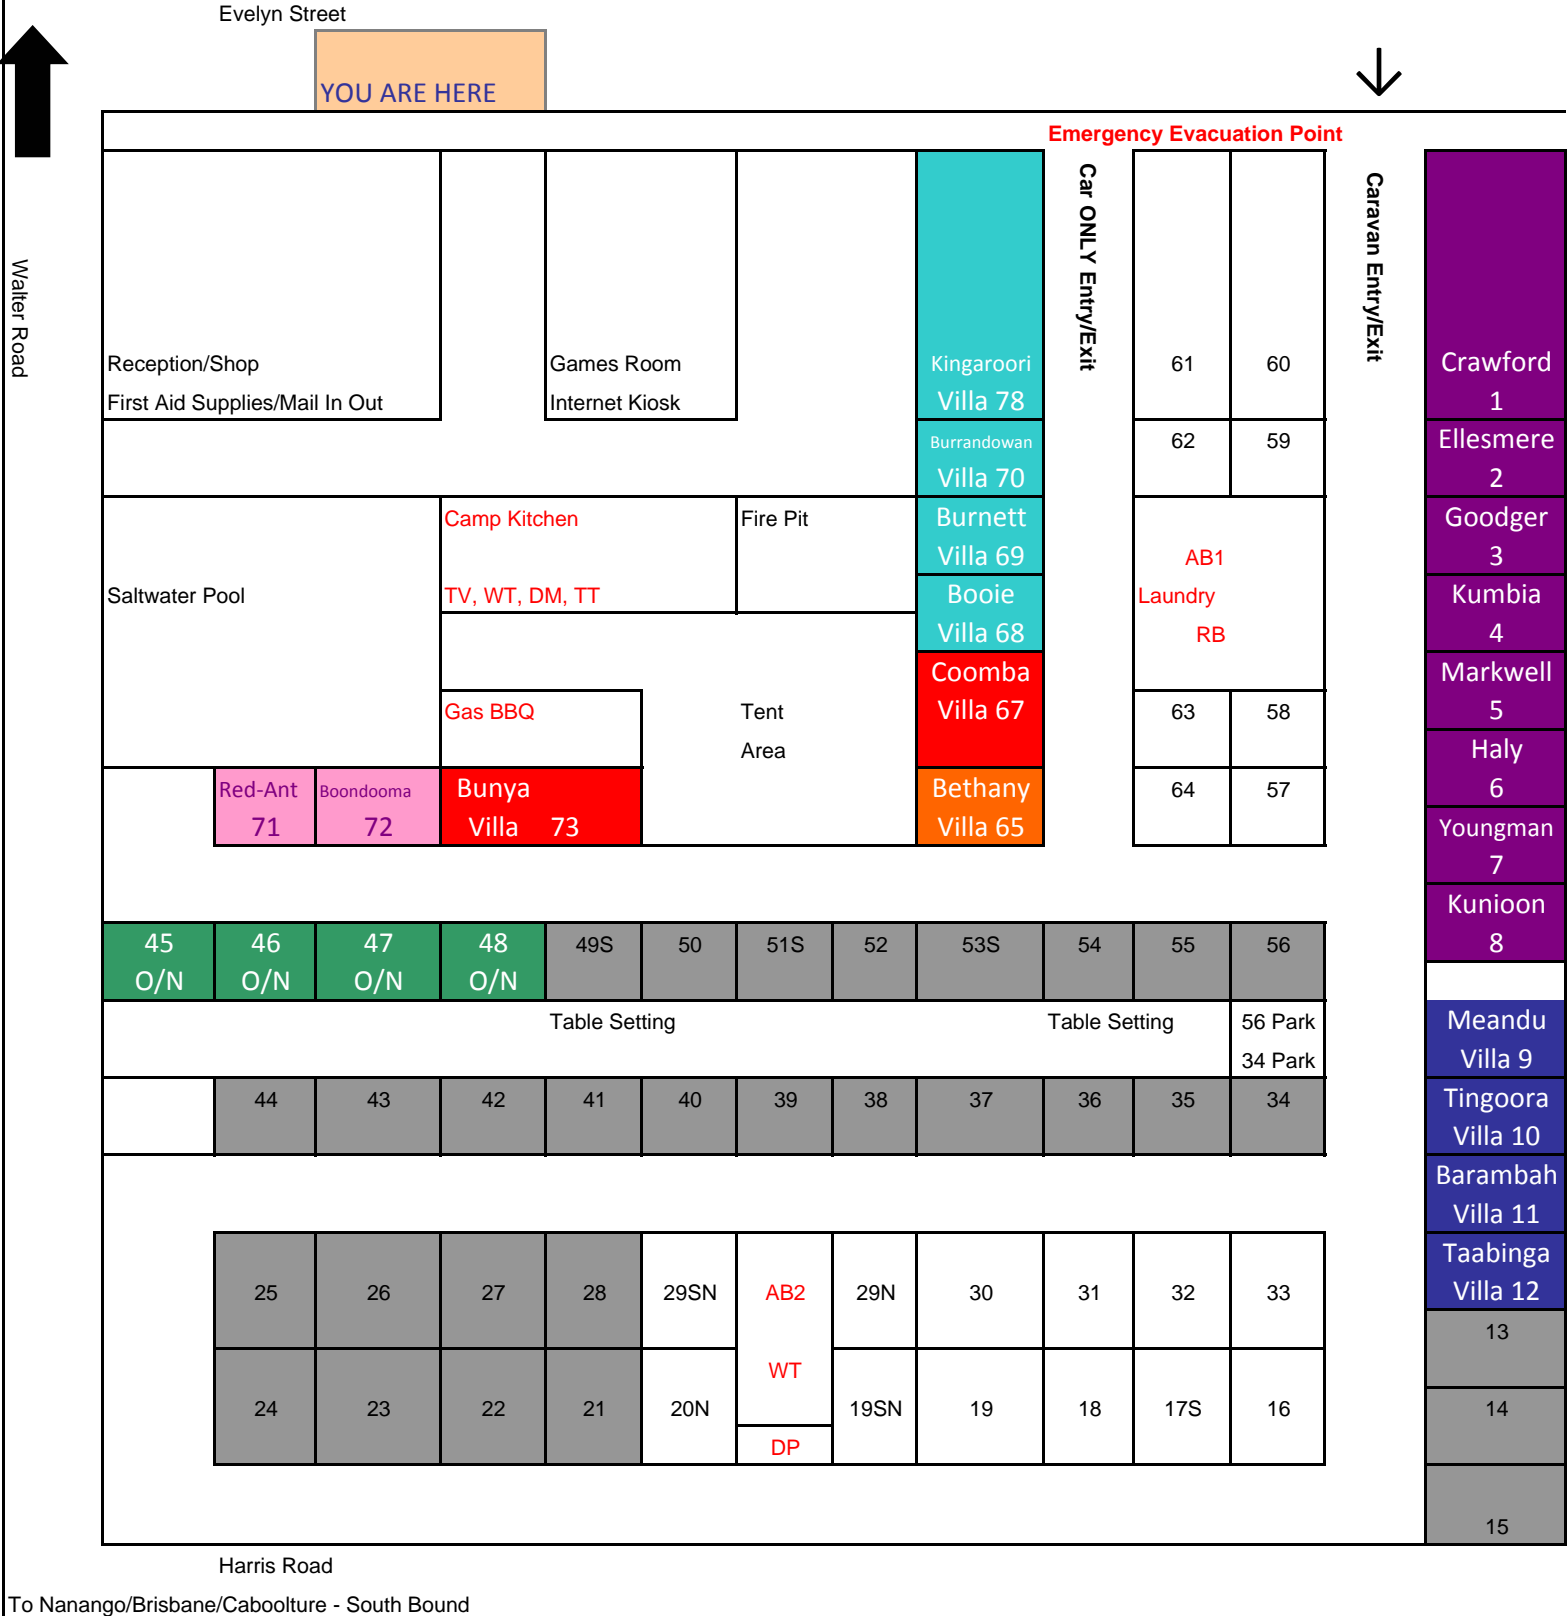 Evelyn Street
YOU ARE HERE
Emergency Evacuation Point
Walter Road
Car ONLY Entry/Exit
Caravan Entry/Exit
Reception/Shop
First Aid Supplies/Mail In Out
Games Room
Internet Kiosk
Kingaroori
Villa 78
61
60
Crawford
1
Burrandowan
Villa 70
62
59
Ellesmere
2
Saltwater Pool
Camp Kitchen
TV, WT, DM, TT
Fire Pit
Burnett
Villa 69
AB1
Laundry
RB
Goodger
3
Booie
Villa 68
Kumbia
4
Gas BBQ
Tent
Area
Coomba
Villa 67
63
58
Markwell
5
Haly
6
Red-Ant
71
Boondooma
72
Bunya
Villa 73
Bethany
Villa 65
64
57
Youngman
7
Kunioon
8
45
O/N
46
O/N
47
O/N
48
O/N
49S
50
51S
52
53S
54
55
56
Table Setting
Table Setting
56 Park
34 Park
Meandu
Villa 9
44
43
42
41
40
39
38
37
36
35
34
Tingoora
Villa 10
Barambah
Villa 11
25
26
27
28
29SN
AB2
WT
29N
30
31
32
33
Taabinga
Villa 12
13
24
23
22
21
20N
DP
19SN
19
18
17S
16
14
15
Harris Road
To Nanango/Brisbane/Caboolture - South Bound